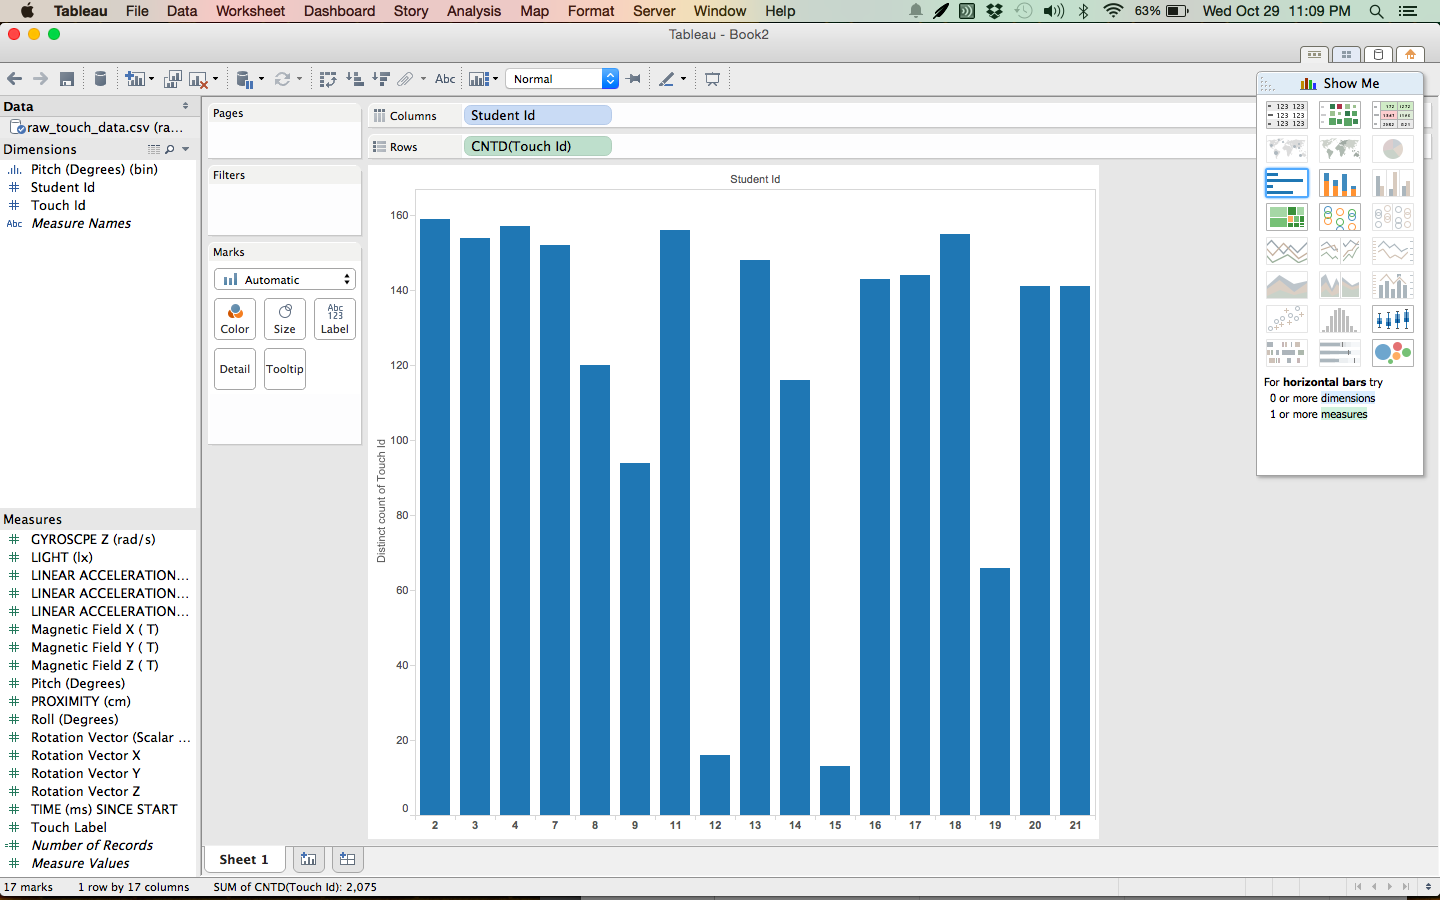 Tableau File Data Worksheet Dashboard Story Analysis Map Format Server Window Help 63% Wed Oct 29 11:09 PM
Tableau - Book2
Abc Normal
Show Me
Data
raw_touch_data.csv (ra...
Dimensions
Pitch (Degrees) (bin)
Student Id
Touch Id
Abc Measure Names
Measures
GYROSCPE Z (rad/s)
LIGHT (lx)
LINEAR ACCELERATION...
LINEAR ACCELERATION...
LINEAR ACCELERATION...
Magnetic Field X ( T)
Magnetic Field Y ( T)
Magnetic Field Z ( T)
Pitch (Degrees)
PROXIMITY (cm)
Roll (Degrees)
Rotation Vector (Scalar ...
Rotation Vector X
Rotation Vector Y
Rotation Vector Z
TIME (ms) SINCE START
Touch Label
Number of Records
Measure Values
Pages
Filters
Marks
Automatic
Color Size Abc 123 Label
Detail Tooltip
Columns Student Id
Rows CNTD(Touch Id)
Student Id
Distinct count of Touch Id
160
140
120
100
80
60
40
20
0
2 3 4 7 8 9 11 12 13 14 15 16 17 18 19 20 21
For horizontal bars try
0 or more dimensions
1 or more measures
Sheet 1
17 marks 1 row by 17 columns SUM of CNTD(Touch Id): 2,075